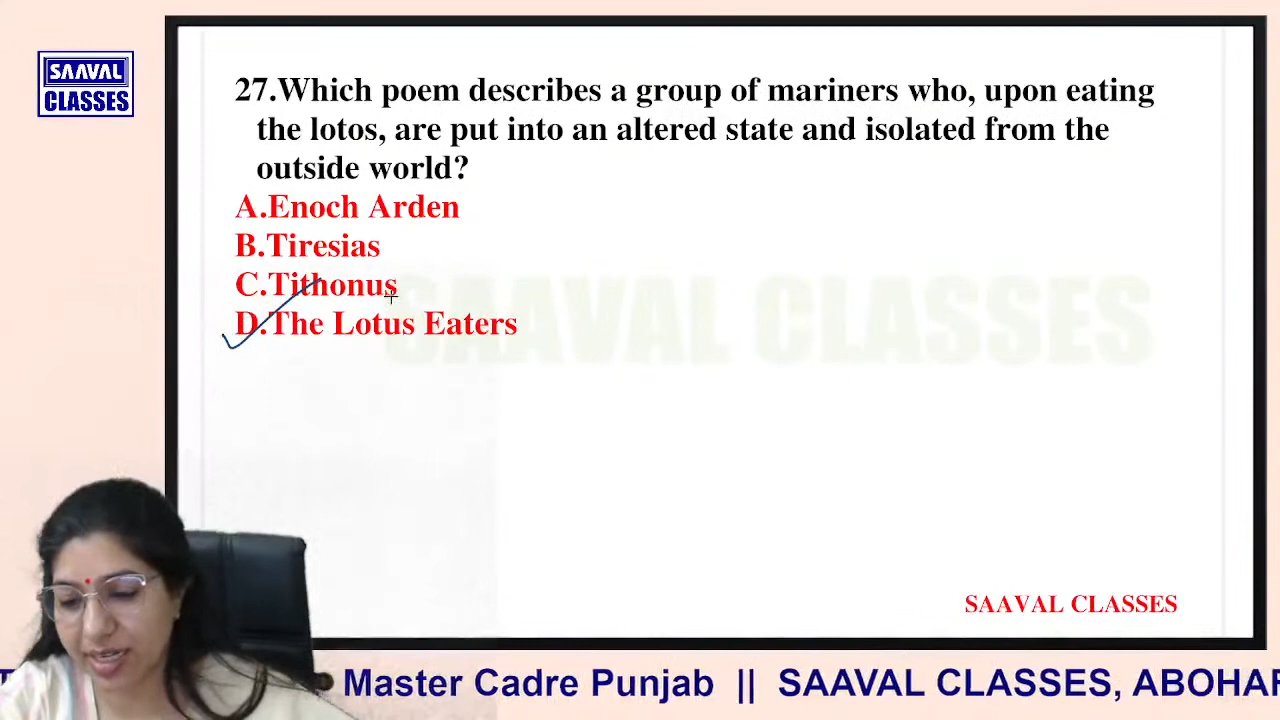 SAAVAL
CLASSES
27.Which poem describes a group of mariners who, upon eating
the lotos, are put into an altered state and isolated from the
outside world?
A.Enoch Arden
B.Tiresias
C.Tithonus
D.The Lotus Eaters
SAAVAL CLASSES
SAAVAL CLASSES
Master Cadre Punjab || SAAVAL CLASSES, ABOHAR